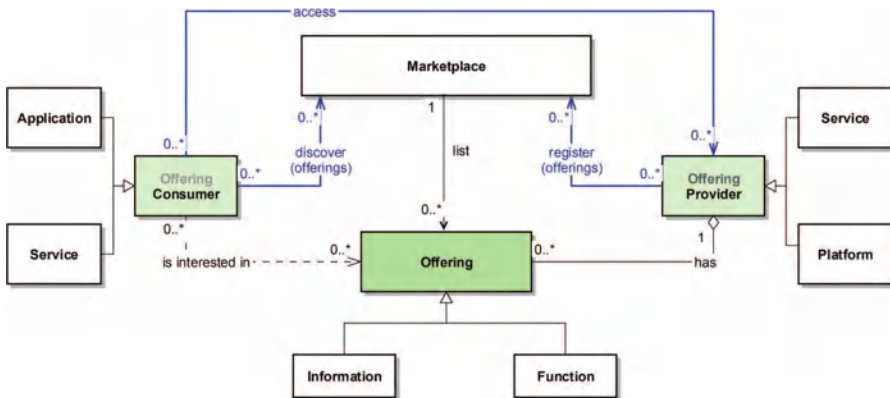 access
Marketplace
Application
Service
0..*
0..*
1
0..*
0..*
0..*
discover
(offerings)
list
register
(offerings)
Offering
Consumer
0..*
0..*
Offering
Provider
Service
0..*
0..*
1
Platform
is interested in
0..*
Offering
0..*
has
Information
Function